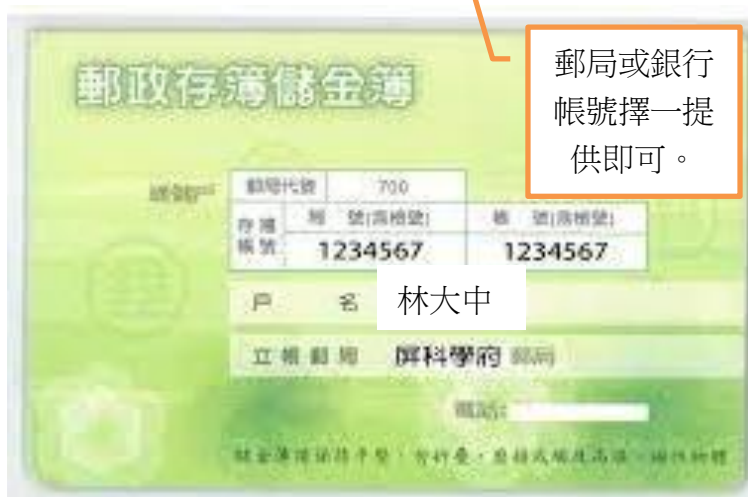 郵局或銀行
帳號擇一提
供即可。
郵政存簿儲金簿
郵局代號 700
存簿
帳號
局 號(含檢號) 帳 號(含檢號)
1234567 1234567
戶 名 林大中
立帳郵局 屏科學府 郵局
電話: